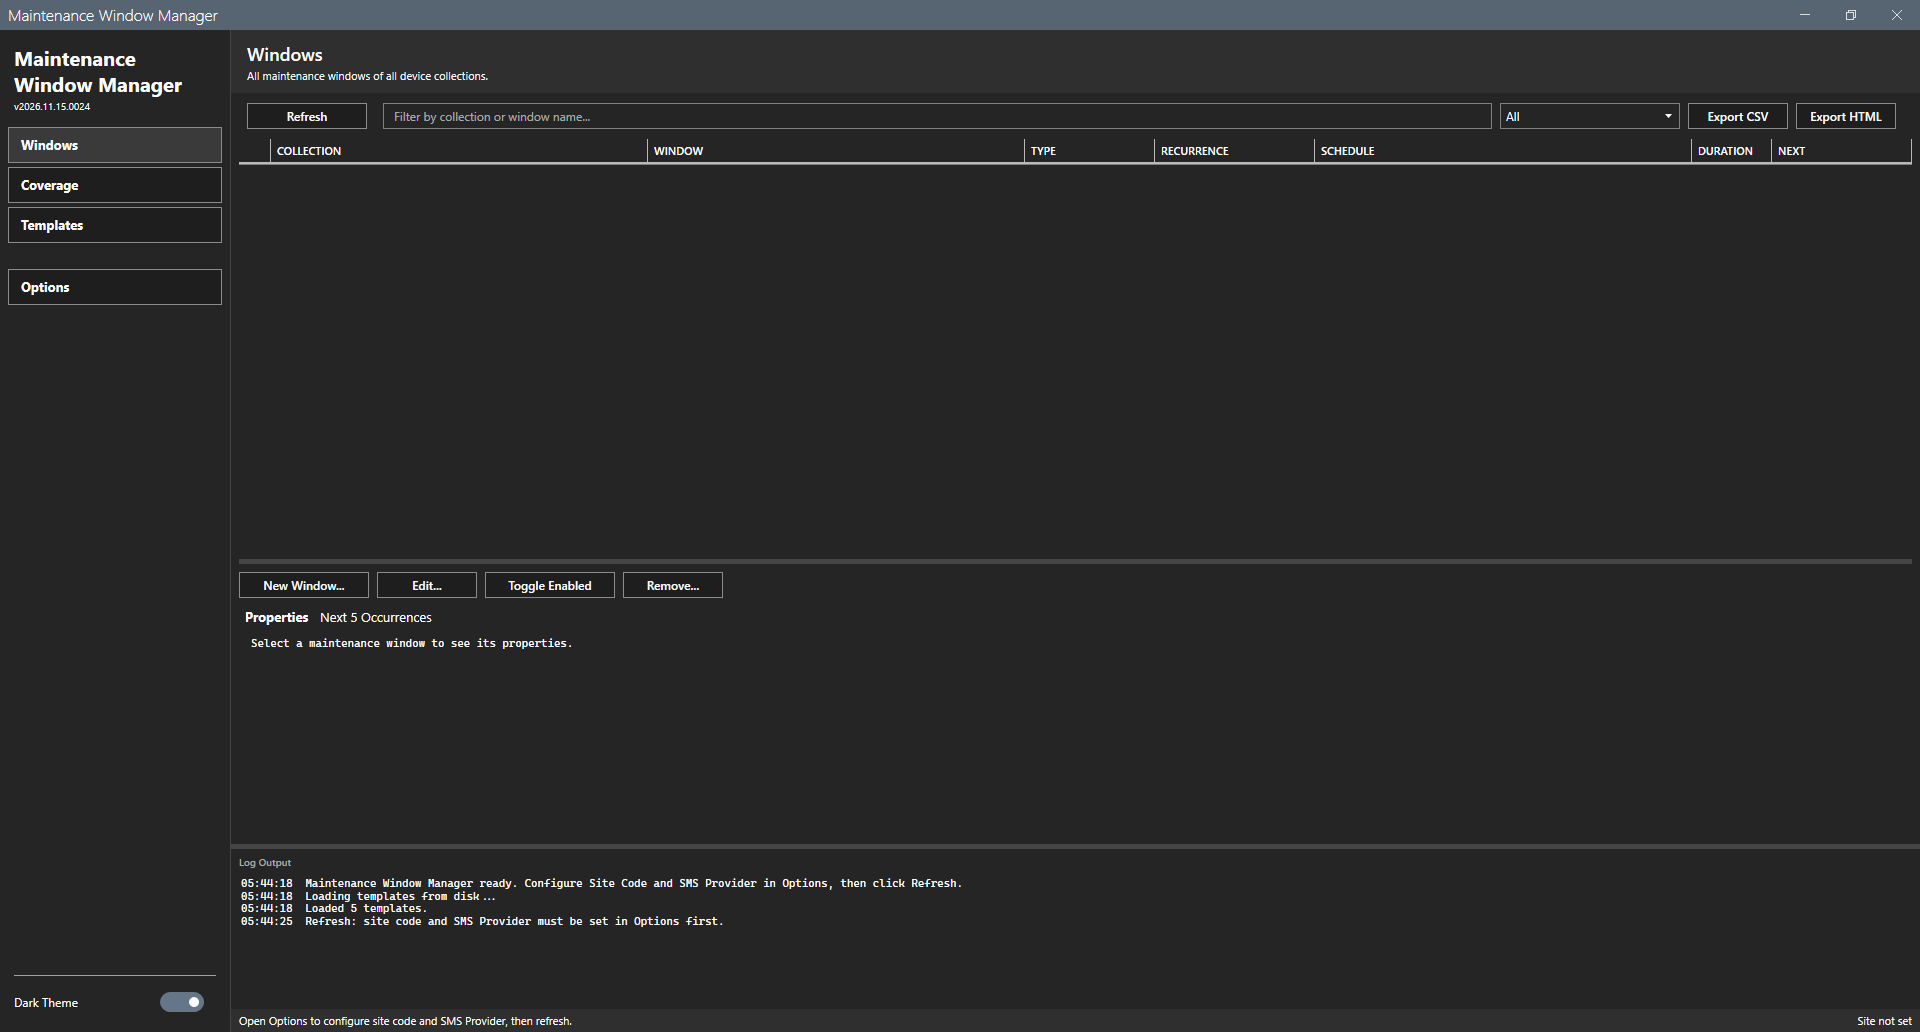 Maintenance Window Manager
Maintenance
Window Manager
v2026.11.15.0024
Windows
Coverage
Templates
Options
Dark Theme
Windows
All maintenance windows of all device collections.
Refresh
Filter by collection or window name...
All
Export CSV
Export HTML
COLLECTION
WINDOW
TYPE
RECURRENCE
SCHEDULE
DURATION
NEXT
New Window...
Edit...
Toggle Enabled
Remove...
Properties
Next 5 Occurrences
Select a maintenance window to see its properties.
Log Output
05:44:18 Maintenance Window Manager ready. Configure Site Code and SMS Provider in Options, then click Refresh.
05:44:18 Loading templates from disk...
05:44:18 Loaded 5 templates.
05:44:25 Refresh: site code and SMS Provider must be set in Options first.
Open Options to configure site code and SMS Provider, then refresh.
Site not set